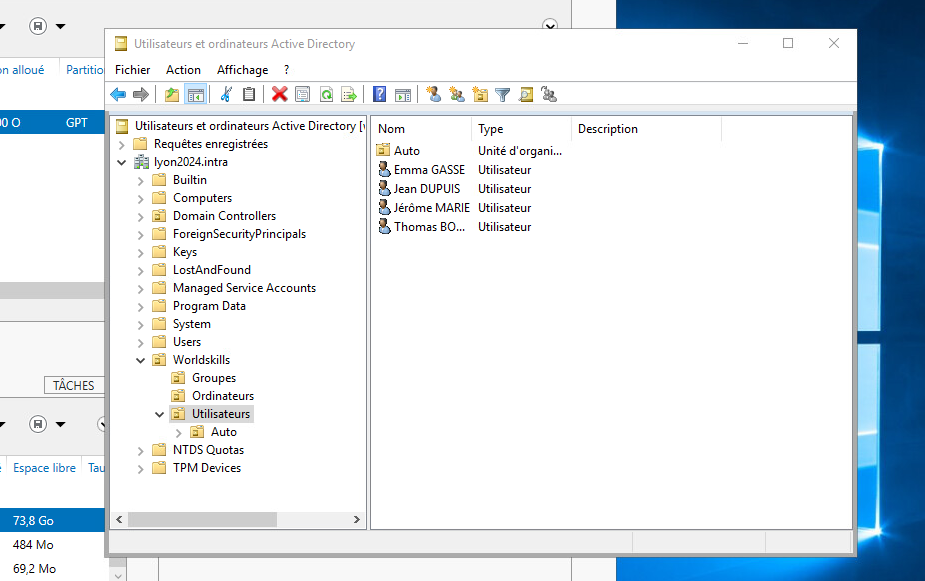 Utilisateurs et ordinateurs Active Directory
Fichier Action Affichage ?
on alloué Partitio
00 O GPT
TÂCHES
Espace libre Tau
73,8 Go
484 Mo
69,2 Mo
Utilisateurs et ordinateurs Active Directory [
Requêtes enregistrées
lyon2024.intra
Builtin
Computers
Domain Controllers
ForeignSecurityPrincipals
Keys
LostAndFound
Managed Service Accounts
Program Data
System
Users
Worldskills
Groupes
Ordinateurs
Utilisateurs
Auto
NTDS Quotas
TPM Devices
Nom Type Description
Auto Unité d'organi...
Emma GASSE Utilisateur
Jean DUPUIS Utilisateur
Jérôme MARIE Utilisateur
Thomas BO... Utilisateur